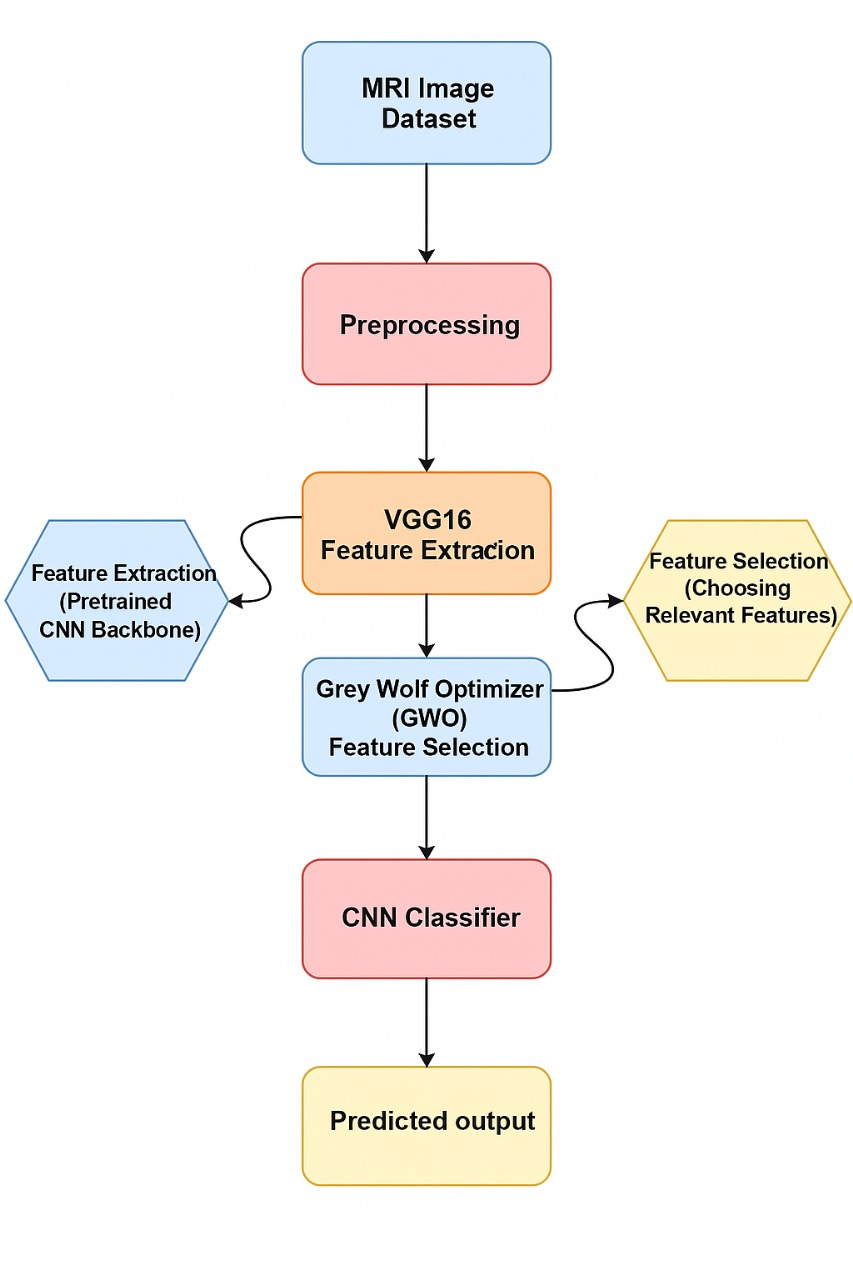 MRI Image
Dataset
Preprocessing
VGG16
Feature Extracion
Feature Extraction
(Pretrained
CNN Backbone)
Feature Selection
(Choosing
Relevant Features)
Grey Wolf Optimizer
(GWO)
Feature Selection
CNN Classifier
Predicted output